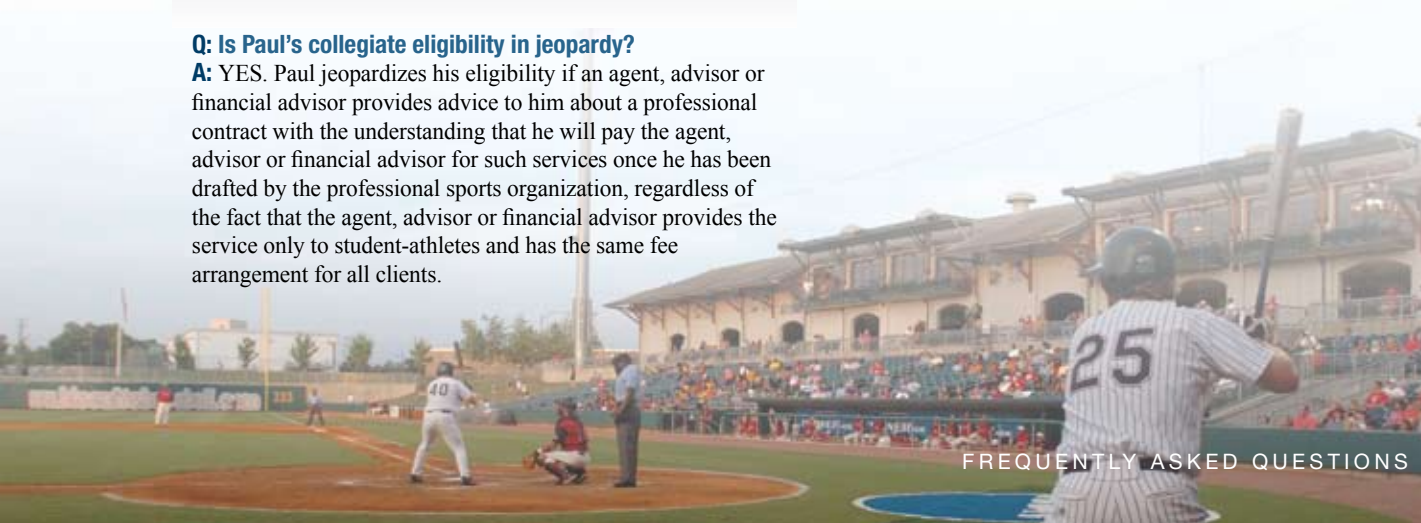 Q: Is Paul's collegiate eligibility in jeopardy?
A: YES. Paul jeopardizes his eligibility if an agent, advisor or
financial advisor provides advice to him about a professional
contract with the understanding that he will pay the agent,
advisor or financial advisor for such services once he has been
drafted by the professional sports organization, regardless of
the fact that the agent, advisor or financial advisor provides the
service only to student-athletes and has the same fee
arrangement for all clients.
25
40
FREQUENTLY ASKED QUESTIONS